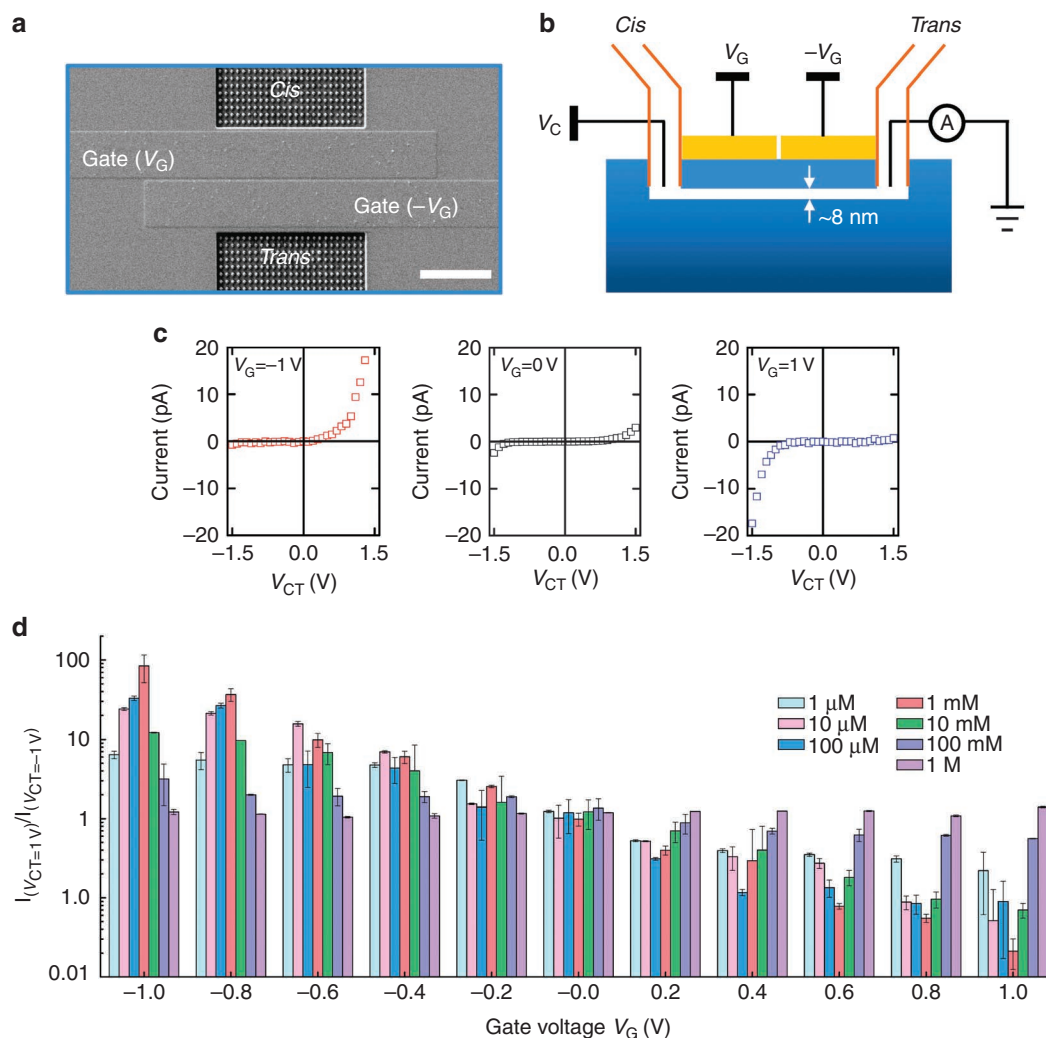 a
Cis
Gate (VG)
Gate (–VG)
Trans
b
Cis
Trans
VG
–VG
VC
A
~8 nm
c
20
10
0
–10
–20
Current (pA)
VG=–1 V
–1.5
0.0
1.5
VCT (V)
20
10
0
–10
–20
Current (pA)
VG=0 V
–1.5
0.0
1.5
VCT (V)
20
10
0
–10
–20
Current (pA)
VG=1 V
–1.5
0.0
1.5
VCT (V)
d
I(VCT=1 V)/I(VCT=–1 V)
100
10
1
1.0
0.01
1 μM
10 μM
100 μM
1 mM
10 mM
100 mM
1 M
–1.0
–0.8
–0.6
–0.4
–0.2
–0.0
0.2
0.4
0.6
0.8
1.0
Gate voltage VG (V)